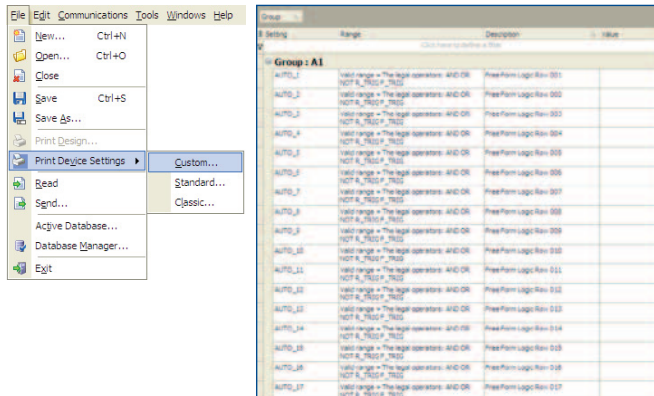 File Edit Communications Tools Windows Help
New... Ctrl+N
Open... Ctrl+O
Close
Save Ctrl+S
Save As...
Print Design...
Print Device Settings
Custom...
Standard...
Classic...
Read
Send...
Active Database...
Database Manager...
Exit
Group
Setting Range Description Value
Click here to define a filter
Group : A1
AUTO_1 Valid range = The legal operators: AND OR Free Form Logic Row 001
NOT R_TRIG F_TRIG
AUTO_2 Valid range = The legal operators: AND OR Free Form Logic Row 002
NOT R_TRIG F_TRIG
AUTO_3 Valid range = The legal operators: AND OR Free Form Logic Row 003
NOT R_TRIG F_TRIG
AUTO_4 Valid range = The legal operators: AND OR Free Form Logic Row 004
NOT R_TRIG F_TRIG
AUTO_5 Valid range = The legal operators: AND OR Free Form Logic Row 005
NOT R_TRIG F_TRIG
AUTO_6 Valid range = The legal operators: AND OR Free Form Logic Row 006
NOT R_TRIG F_TRIG
AUTO_7 Valid range = The legal operators: AND OR Free Form Logic Row 007
NOT R_TRIG F_TRIG
AUTO_8 Valid range = The legal operators: AND OR Free Form Logic Row 008
NOT R_TRIG F_TRIG
AUTO_9 Valid range = The legal operators: AND OR Free Form Logic Row 009
NOT R_TRIG F_TRIG
AUTO_10 Valid range = The legal operators: AND OR Free Form Logic Row 010
NOT R_TRIG F_TRIG
AUTO_11 Valid range = The legal operators: AND OR Free Form Logic Row 011
NOT R_TRIG F_TRIG
AUTO_12 Valid range = The legal operators: AND OR Free Form Logic Row 012
NOT R_TRIG F_TRIG
AUTO_13 Valid range = The legal operators: AND OR Free Form Logic Row 013
NOT R_TRIG F_TRIG
AUTO_14 Valid range = The legal operators: AND OR Free Form Logic Row 014
NOT R_TRIG F_TRIG
AUTO_15 Valid range = The legal operators: AND OR Free Form Logic Row 015
NOT R_TRIG F_TRIG
AUTO_16 Valid range = The legal operators: AND OR Free Form Logic Row 016
NOT R_TRIG F_TRIG
AUTO_17 Valid range = The legal operators: AND OR Free Form Logic Row 017
NOT R_TRIG F_TRIG